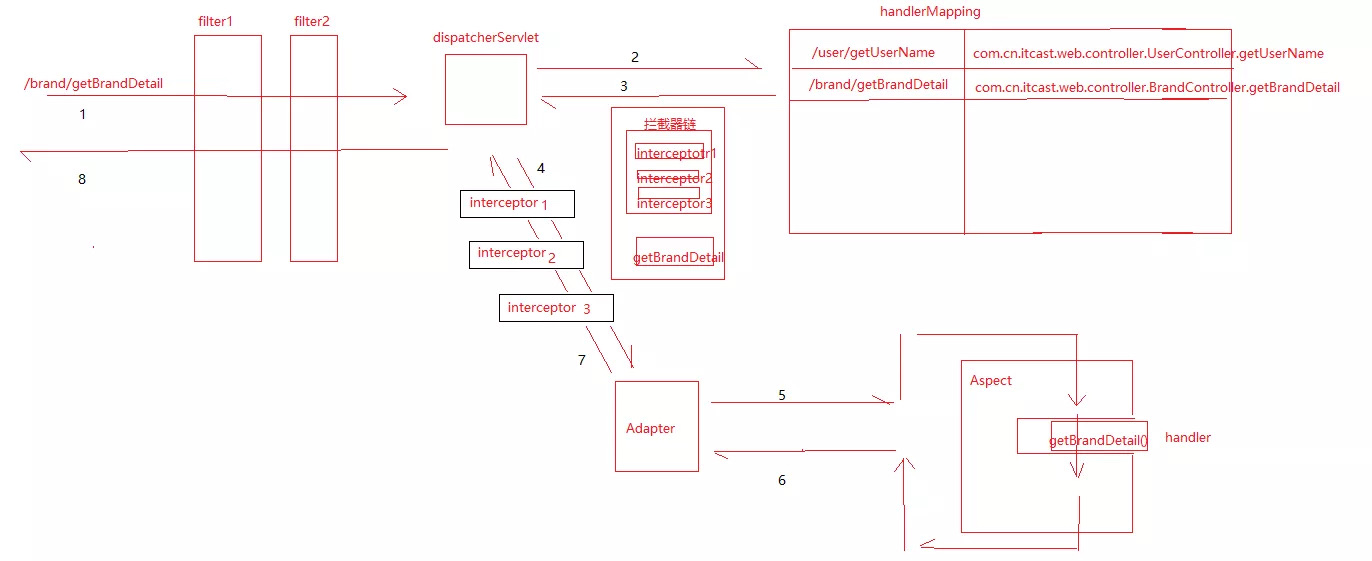 handlerMapping
filter1
filter2
dispatcherServlet
/user/getUserName
com.cn.itcast.web.controller.UserController.getUserName
2
/brand/getBrandDetail
3
/brand/getBrandDetail
com.cn.itcast.web.controller.BrandController.getBrandDetail
1
拦截器链
interceptotr1
4
8
interceptor2
interceptor 1
interceptor3
interceptor 2
getBrandDetail
interceptor 3
7
Aspect
5
Adapter
getBrandDetail()
handler
6